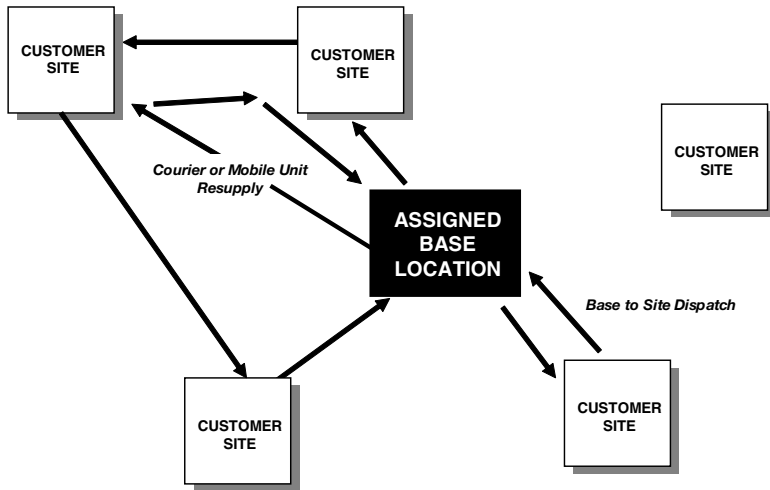 CUSTOMER
SITE
CUSTOMER
SITE
CUSTOMER
SITE
Courier or Mobile Unit
Resupply
ASSIGNED
BASE
LOCATION
Base to Site Dispatch
CUSTOMER
SITE
CUSTOMER
SITE